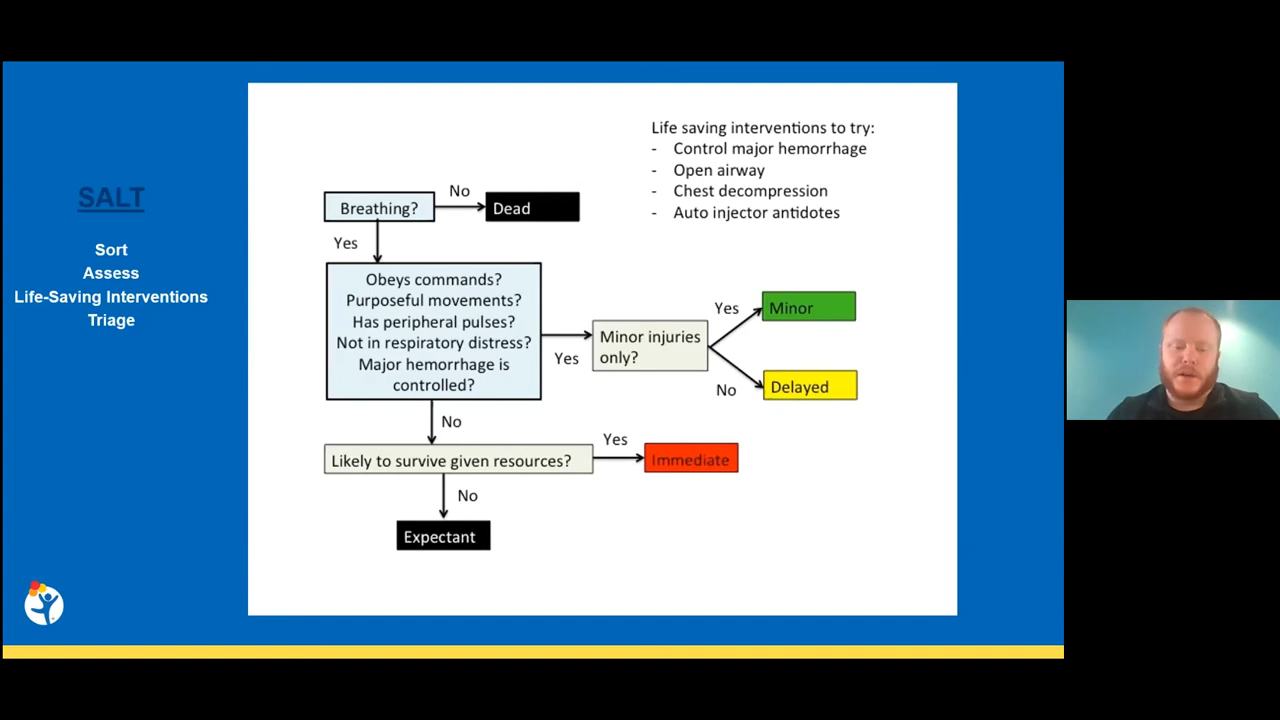 SALT
Sort
Assess
Life-Saving Interventions
Triage
Life saving interventions to try:
- Control major hemorrhage
- Open airway
- Chest decompression
- Auto injector antidotes
Breathing?
No
Dead
Yes
Obeys commands?
Purposeful movements?
Has peripheral pulses?
Not in respiratory distress?
Major hemorrhage is
controlled?
Yes
Minor injuries
only?
Yes
Minor
No
Delayed
No
Likely to survive given resources?
Yes
Immediate
No
Expectant